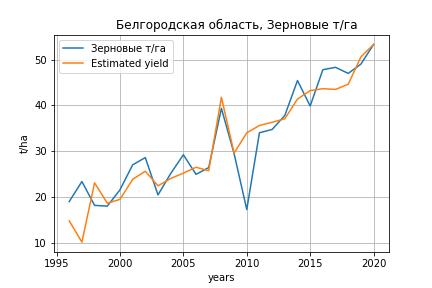 Белгородская область, Зерновые т/га
Зерновые т/га
Estimated yield
50
40
30
20
10
t/ha
1995
2000
2005
2010
2015
2020
years